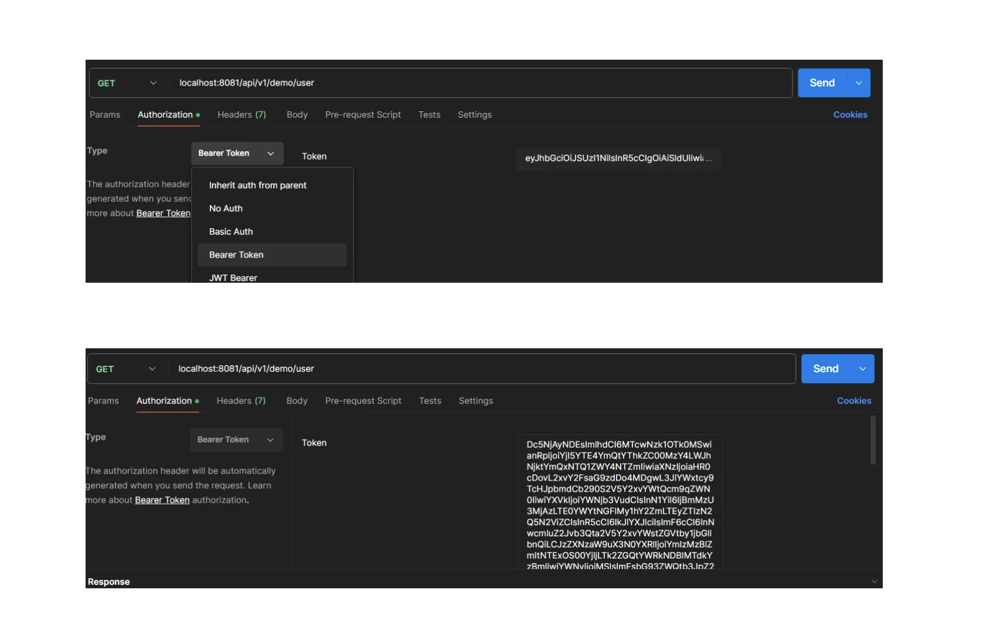 GET localhost:8081/api/v1/demo/user Send
Params Authorization Headers (7) Body Pre-request Script Tests Settings Cookies
Type Bearer Token Token eyJhbGciOiJSUzI1NiIsInR5cCIgOiAiSldUIiwi...
The authorization header
generated when you send
more about Bearer Token
Inherit auth from parent
No Auth
Basic Auth
Bearer Token
JWT Bearer
GET localhost:8081/api/v1/demo/user Send
Params Authorization Headers (7) Body Pre-request Script Tests Settings Cookies
Type Bearer Token Token
The authorization header will be automatically
generated when you send the request. Learn
more about Bearer Token authorization.
Dc5NjAyNDEsImlhdCI6MTcwNzk1OTk0MSwi
anRpIjoiYjI5YTE4YmQtYThkZC00MzY4LWJh
NjktYmQxNTQ1ZWY4NTZmIiwiaXNzIjoiaHR0
cDovL2xvY2FsaG9zdDo4MDgwL3JlYWxtcy9
TcHJpbmdCb290S2V5Y2xvYWtQcm9qZWN
0IiwiYXVkIjoiYWNjb3VudCIsInN1YiI6IjBmMzU
3MjAzLTE0YWYtNGFlMy1hY2ZmLTEyZTIzN2
Q5N2ViZCIsInR5cCI6IkJlYXJlciIsImF6cCI6InN
wcmluZ2Jvb3Qta2V5Y2xvYWstZGVtby1jbGll
bnQiLCJzZXNzaW9uX3N0YXRlIjoiYmIzMzBlZ
mItNTExOS00YjljLTk2ZGQtYWRkNDBlMTdkY
zBmIiwiYWNyIjoiMSIsImFsbG93ZWQtb3JpZ2
Response